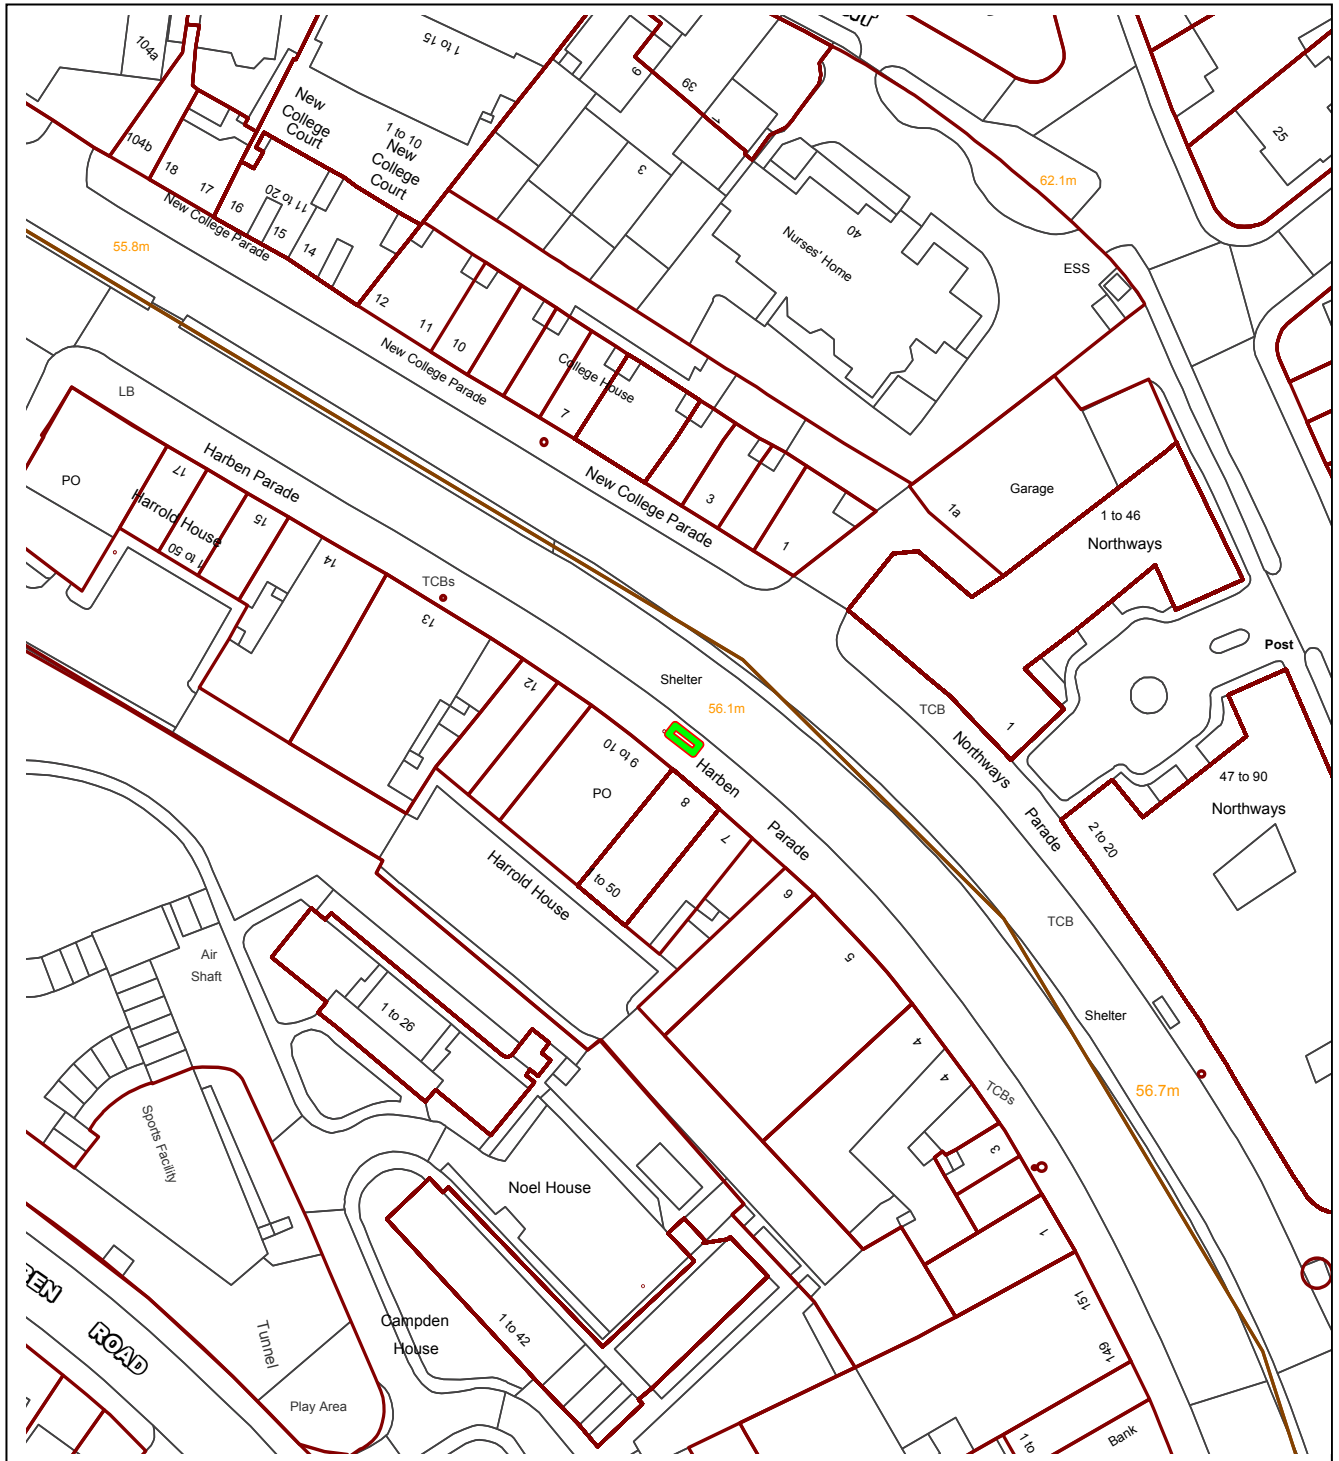 104a
1 to 15
9
39
25
New
College
Court
1 to 10
New
College
Court
104b
18
17
16
11 to 20
15
14
New College Parade
55.8m
3
62.1m
40
Nurses' Home
ESS
12
11
10
New College Parade
College House
7
LB
Harben Parade
PO
17
Harrold House
15
1 to 50
14
New College Parade
3
1
1a
Garage
1 to 46
Northways
TCBs
13
Post
Shelter
56.1m
12
TCB
1
Northways
Parade
9 to 10
Harben
Parade
PO
8
7
47 to 90
Northways
2 to 20
Harrold House
to 50
6
5
TCB
Air
Shaft
1 to 26
Shelter
4
4
TCBs
56.7m
Sports Facility
3
Noel House
1
151
149
BEN
ROAD
Tunnel
Campden
House
1 to 42
Play Area
1 to
Bank